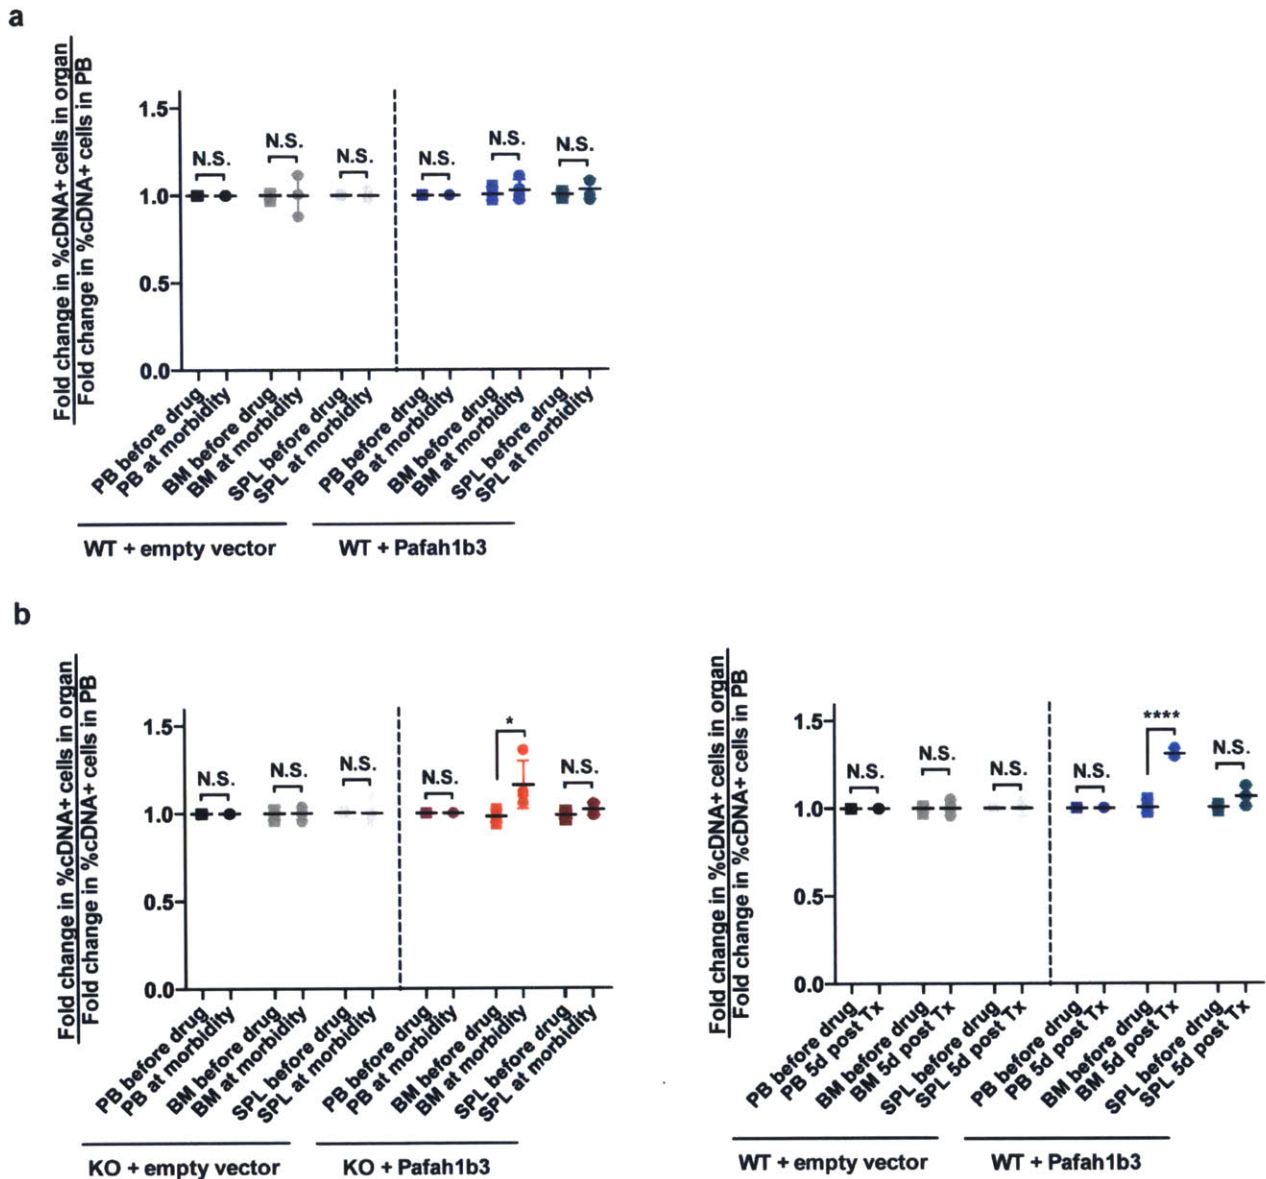 a
Fold change in %cDNA+ cells in organ
Fold change in %cDNA+ cells in PB
1.5
1.0
0.5
0.0
N.S.
N.S.
N.S.
N.S.
N.S.
N.S.
PB before drug
PB at morbidity
BM before drug
BM at morbidity
SPL before drug
SPL at morbidity
PB before drug
PB at morbidity
BM before drug
BM at morbidity
SPL before drug
SPL at morbidity
WT + empty vector
WT + Pafah1b3
b
Fold change in %cDNA+ cells in organ
Fold change in %cDNA+ cells in PB
1.5
1.0
0.5
0.0
N.S.
N.S.
N.S.
N.S.
*
N.S.
PB before drug
PB at morbidity
BM before drug
BM at morbidity
SPL before drug
SPL at morbidity
PB before drug
PB at morbidity
BM before drug
BM at morbidity
SPL before drug
SPL at morbidity
KO + empty vector
KO + Pafah1b3
Fold change in %cDNA+ cells in organ
Fold change in %cDNA+ cells in PB
1.5
1.0
0.5
0.0
N.S.
N.S.
N.S.
N.S.
****
N.S.
PB before drug
PB 5d post Tx
BM before drug
BM 5d post Tx
SPL before drug
SPL 5d post Tx
PB before drug
PB 5d post Tx
BM before drug
BM 5d post Tx
SPL before drug
SPL 5d post Tx
WT + empty vector
WT + Pafah1b3